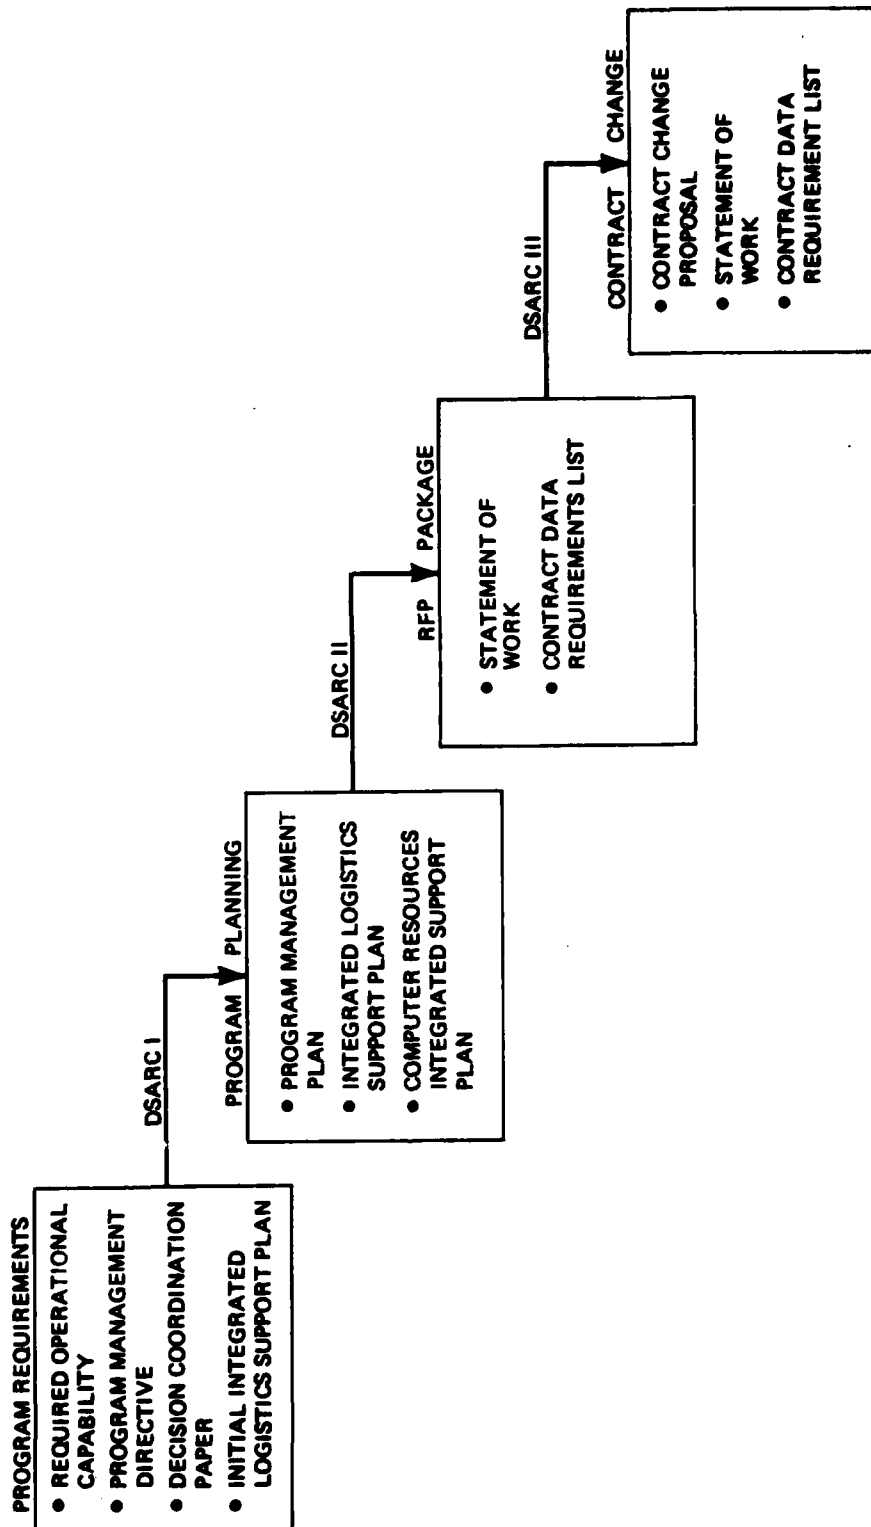 PROGRAM REQUIREMENTS
● REQUIRED OPERATIONAL
CAPABILITY
● PROGRAM MANAGEMENT
DIRECTIVE
● DECISION COORDINATION
PAPER
● INITIAL INTEGRATED
LOGISTICS SUPPORT PLAN
DSARC I
PROGRAM PLANNING
● PROGRAM MANAGEMENT
PLAN
● INTEGRATED LOGISTICS
SUPPORT PLAN
● COMPUTER RESOURCES
INTEGRATED SUPPORT
PLAN
DSARC II
RFP PACKAGE
● STATEMENT OF
WORK
● CONTRACT DATA
REQUIREMENTS LIST
DSARC III
CONTRACT CHANGE
● CONTRACT CHANGE
PROPOSAL
● STATEMENT OF
WORK
● CONTRACT DATA
REQUIREMENT LIST